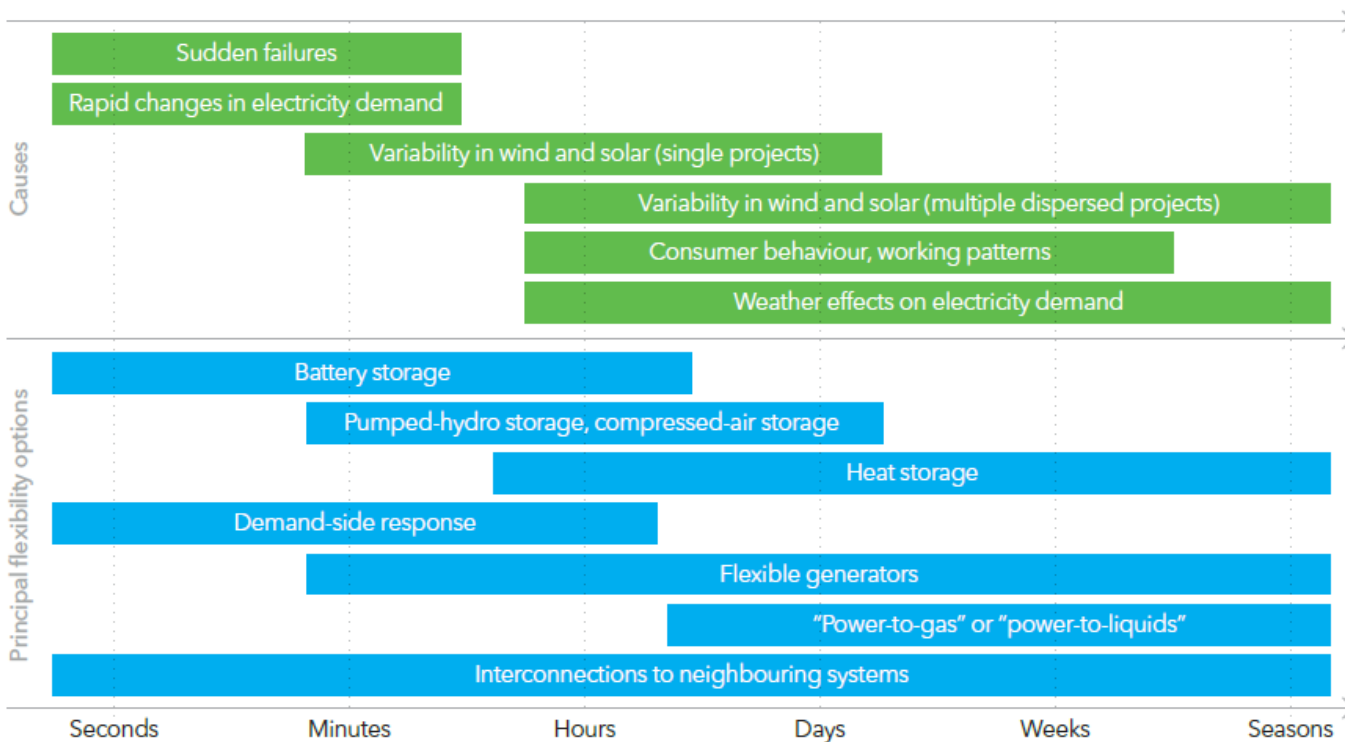 Causes
Sudden failures
Rapid changes in electricity demand
Variability in wind and solar (single projects)
Variability in wind and solar (multiple dispersed projects)
Consumer behaviour, working patterns
Weather effects on electricity demand
Principal flexibility options
Battery storage
Pumped-hydro storage, compressed-air storage
Heat storage
Demand-side response
Flexible generators
“Power-to-gas” or “power-to-liquids”
Interconnections to neighbouring systems
Seconds Minutes Hours Days Weeks Seasons